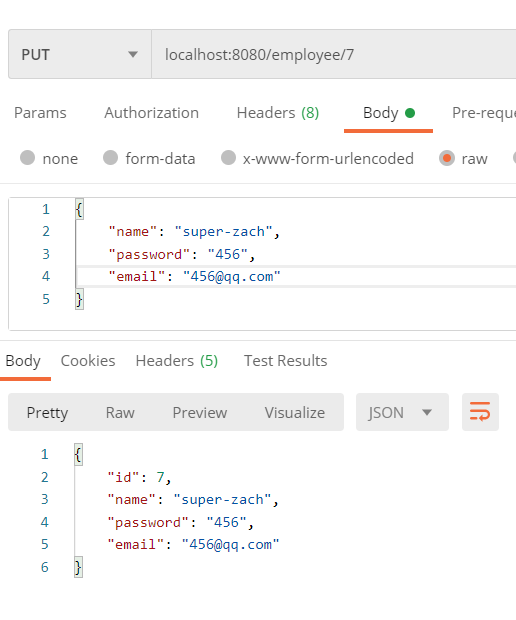 PUT localhost:8080/employee/7
Params Authorization Headers (8) Body Pre-reque
none form-data x-www-form-urlencoded raw
1 {
2 "name": "super-zach",
3 "password": "456",
4 "email": "456@qq.com"
5 }
Body Cookies Headers (5) Test Results
Pretty Raw Preview Visualize JSON
1 {
2 "id": 7,
3 "name": "super-zach",
4 "password": "456",
5 "email": "456@qq.com"
6 }